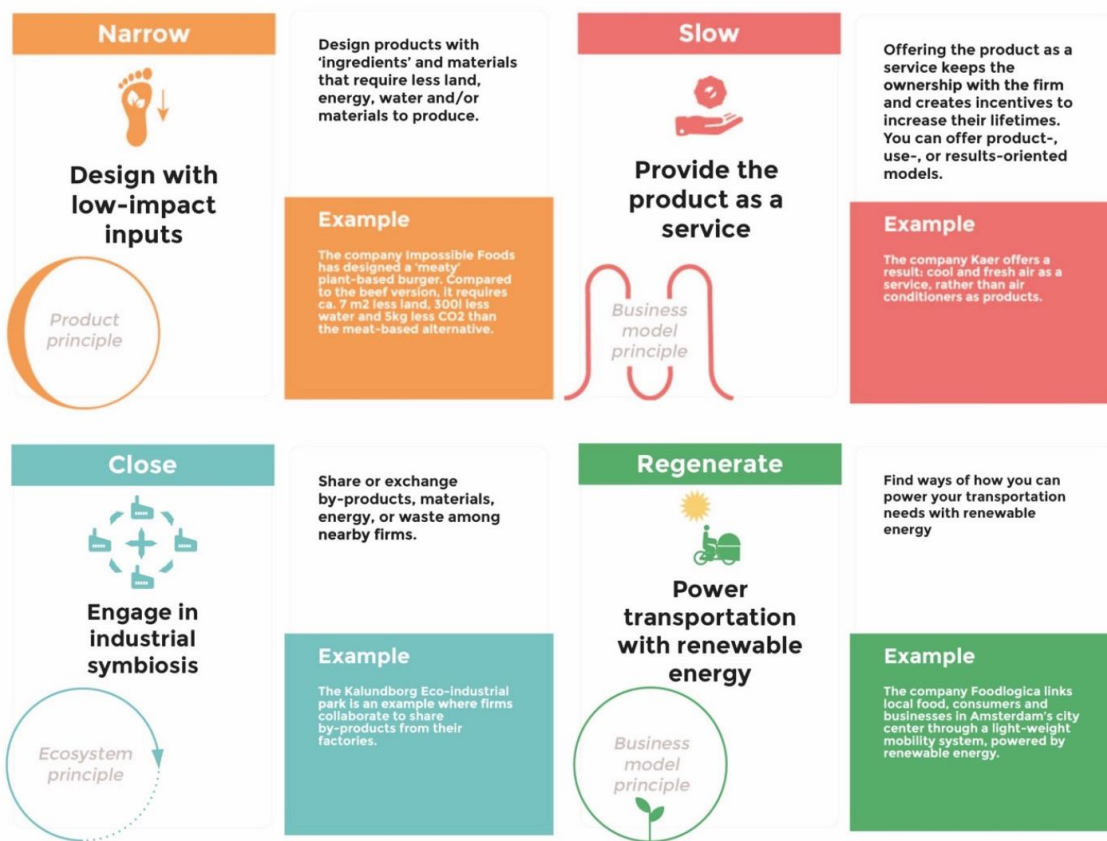 Narrow
Design with
low-impact
inputs
Product
principle
Design products with
‘ingredients’ and materials
that require less land,
energy, water and/or
materials to produce.
Example
The company Impossible Foods
has designed a ‘meaty’
plant-based burger. Compared
to the beef version, it requires
ca. 7 m2 less land, 300l less
water and 5kg less CO2 than
the meat-based alternative.
Slow
Provide the
product as a
service
Business
model
principle
Offering the product as a
service keeps the
ownership with the firm
and creates incentives to
increase their lifetimes.
You can offer product-,
use-, or results-oriented
models.
Example
The company Kaer offers a
result: cool and fresh air as a
service, rather than air
conditioners as products.
Close
Engage in
industrial
symbiosis
Ecosystem
principle
Share or exchange
by-products, materials,
energy, or waste among
nearby firms.
Example
The Kalundborg Eco-industrial
park is an example where firms
collaborate to share
by-products from their
factories.
Regenerate
Power
transportation
with renewable
energy
Business
model
principle
Find ways of how you can
power your transportation
needs with renewable
energy
Example
The company Foodlogica links
local food, consumers and
businesses in Amsterdam's city
center through a light-weight
mobility system, powered by
renewable energy.